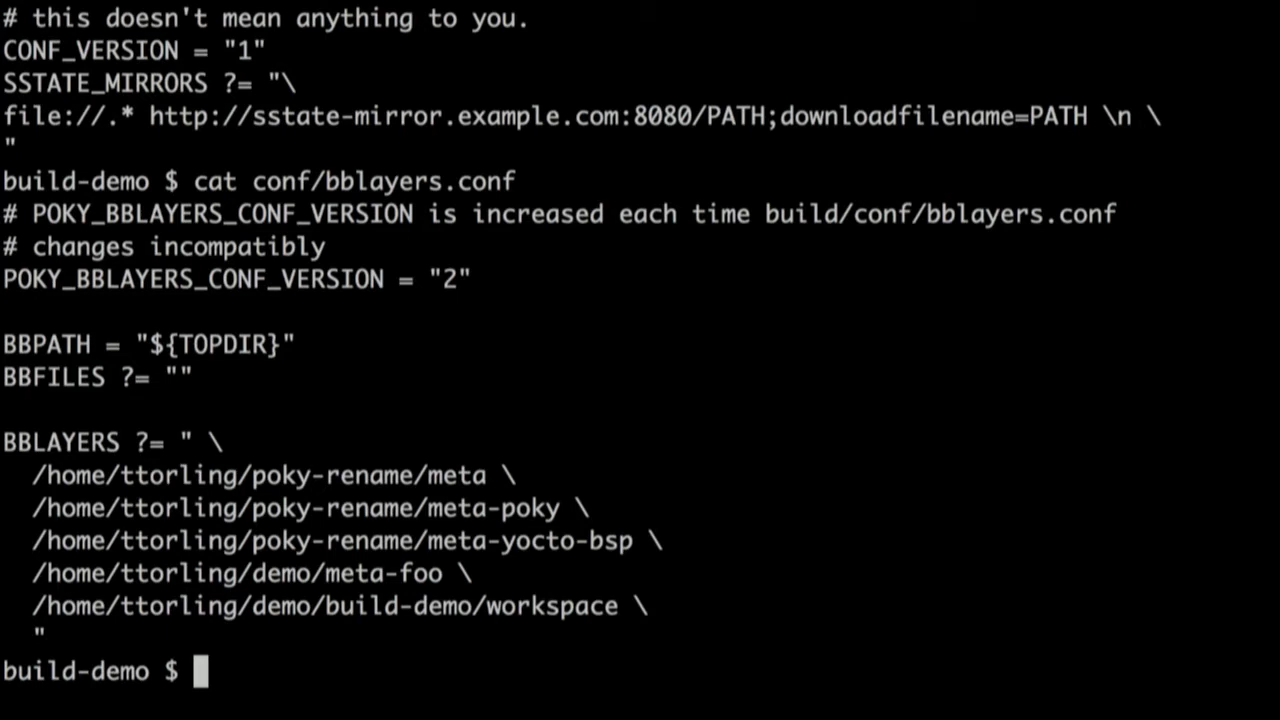 # this doesn't mean anything to you.
CONF_VERSION = "1"
SSTATE_MIRRORS ?= "\
file://.* http://sstate-mirror.example.com:8080/PATH;downloadfilename=PATH \n \
"
build-demo $ cat conf/bblayers.conf
# POKY_BBLAYERS_CONF_VERSION is increased each time build/conf/bblayers.conf
# changes incompatibly
POKY_BBLAYERS_CONF_VERSION = "2"

BBPATH = "${TOPDIR}"
BBFILES ?= ""

BBLAYERS ?= " \
  /home/ttorling/poky-rename/meta \
  /home/ttorling/poky-rename/meta-poky \
  /home/ttorling/poky-rename/meta-yocto-bsp \
  /home/ttorling/demo/meta-foo \
  /home/ttorling/demo/build-demo/workspace \
  "
build-demo $